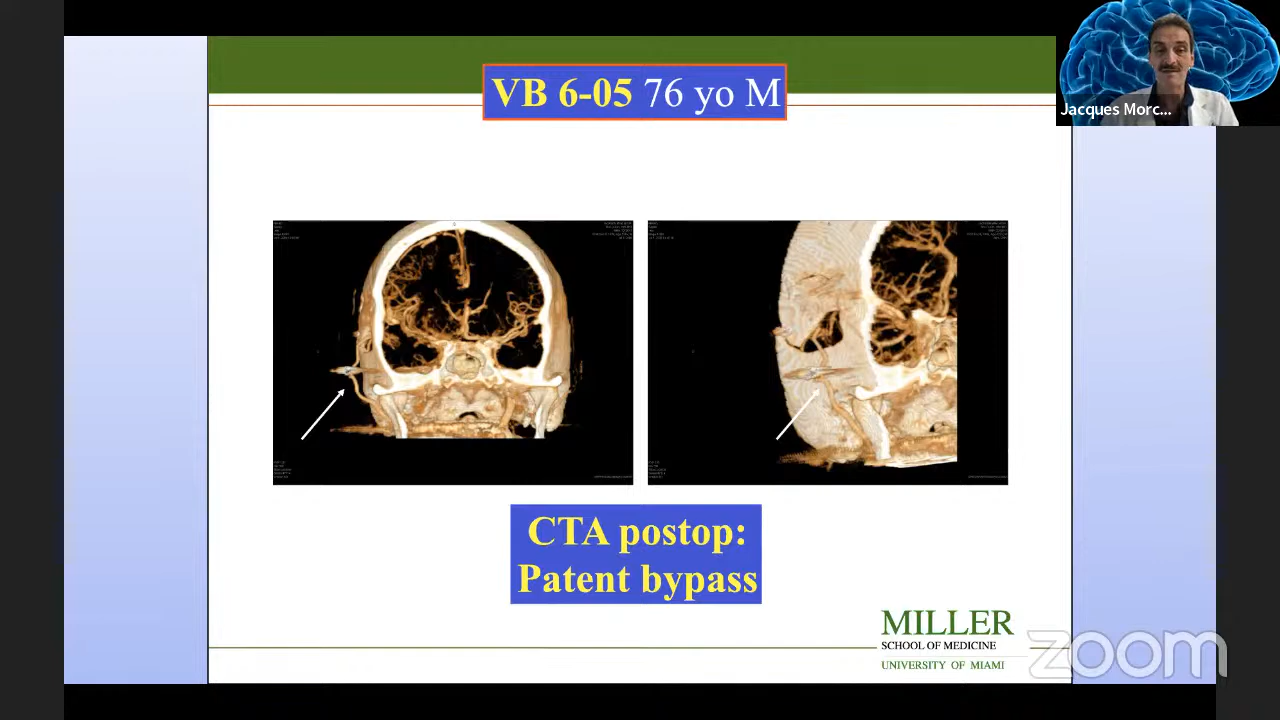 VB 6-05 76 yo M
Jacques Morc...
CTA postop:
Patent bypass
MILLER
SCHOOL OF MEDICINE
UNIVERSITY OF MIAMI
zoom